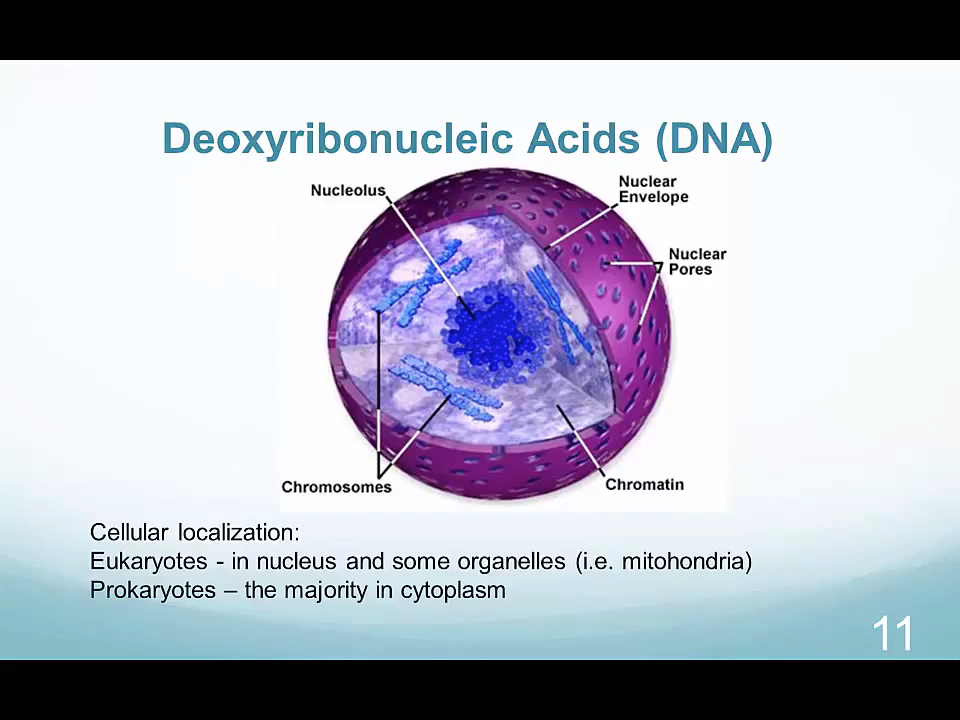 Deoxyribonucleic Acids (DNA)
Nucleolus
Nuclear
Envelope
Nuclear
Pores
Chromosomes
Chromatin
Cellular localization:
Eukaryotes - in nucleus and some organelles (i.e. mitohondria)
Prokaryotes – the majority in cytoplasm
11